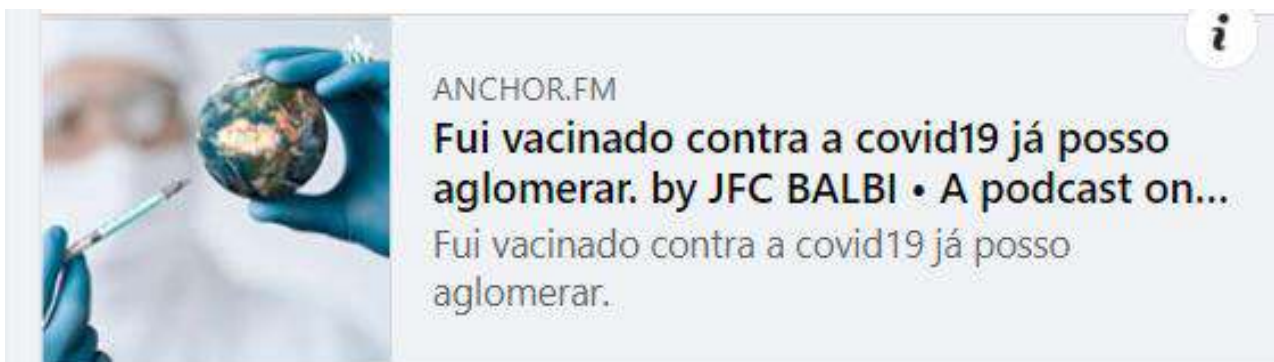 ANCHOR.FM
Fui vacinado contra a covid19 já posso
aglomerar. by JFC BALBI • A podcast on...
Fui vacinado contra a covid19 já posso
aglomerar.